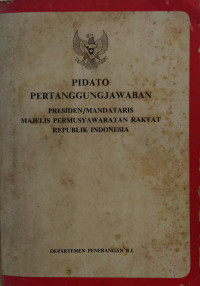 PIDATO
PERTANGGUNGJAWABAN
PRESIDEN/MANDATARIS
MAJELIS PERMUSYAWARATAN RAKYAT
REPUBLIK INDONESIA
DEPARTEMEN PENERANGAN R.I.